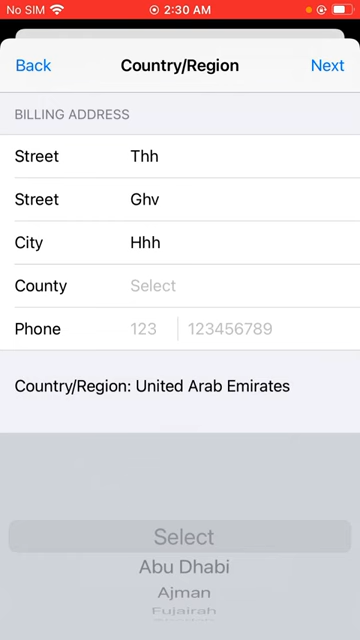 No SIM 2:30 AM
Back Country/Region Next
BILLING ADDRESS
Street Thh
Street Ghv
City Hhh
County Select
Phone 123 123456789
Country/Region: United Arab Emirates
Select
Abu Dhabi
Ajman
Fujairah